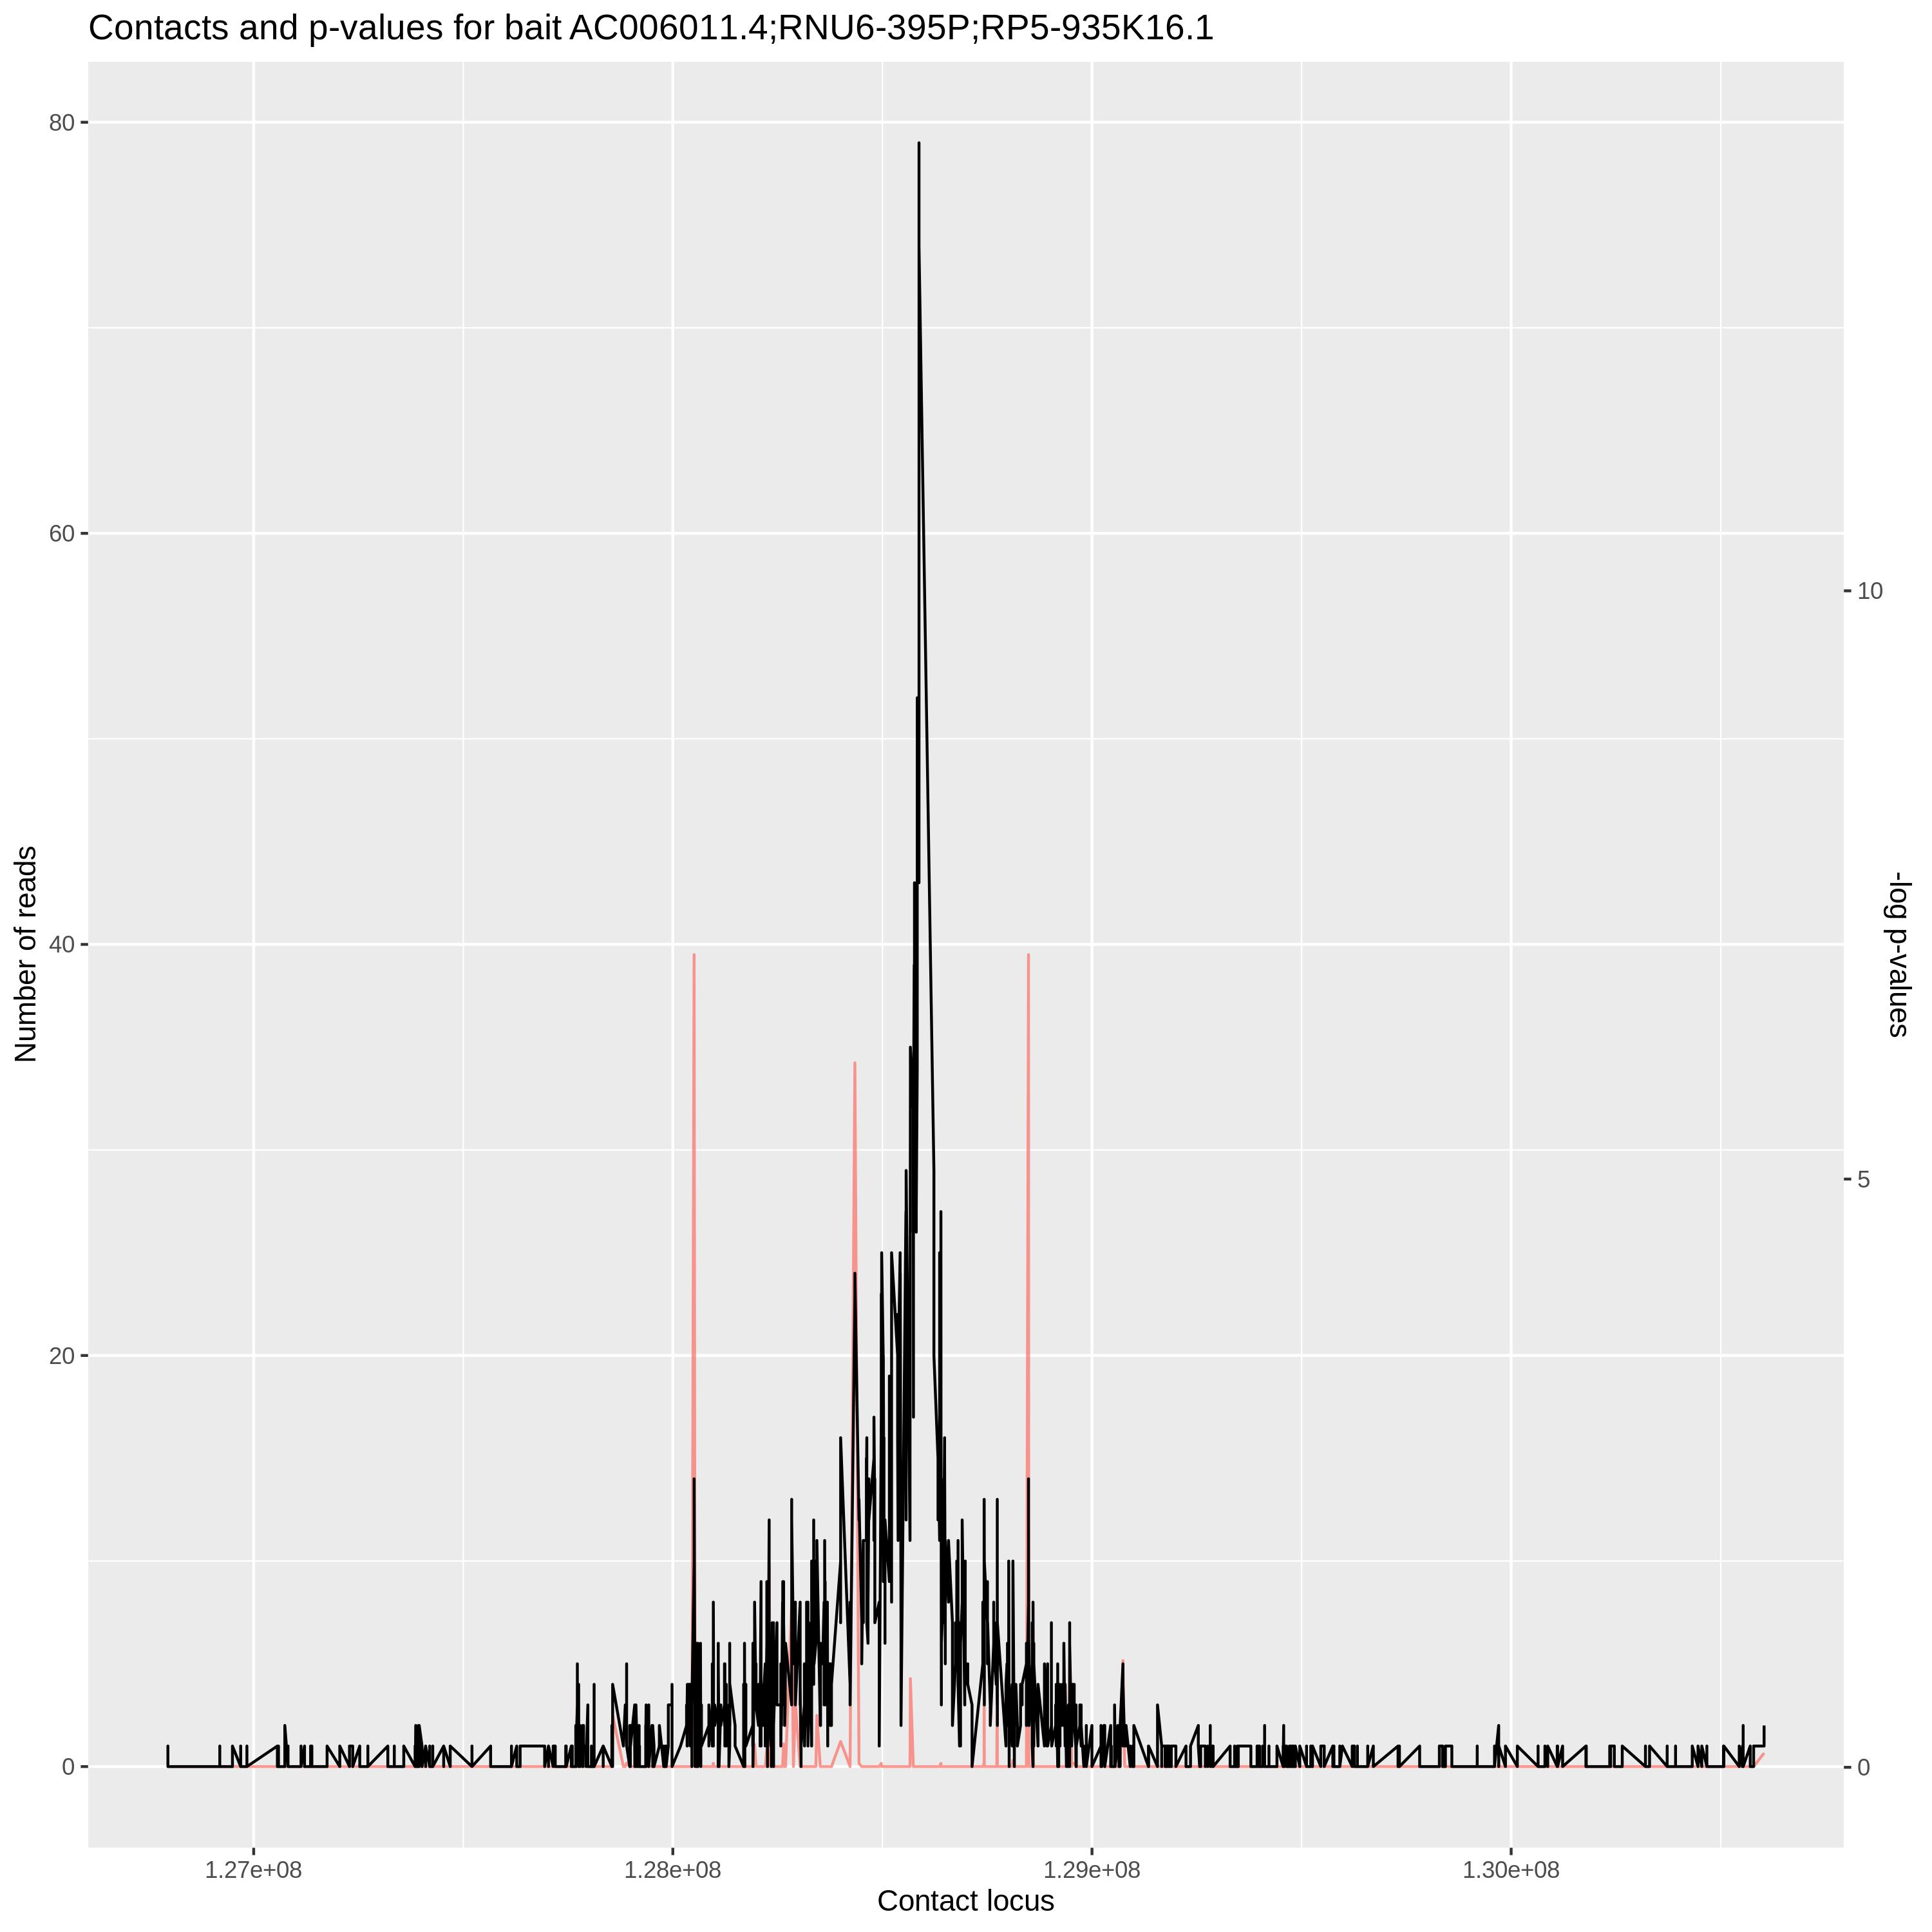 Contacts and p-values for bait AC006011.4;RNU6-395P;RP5-935K16.1
80
60
40
20
0
Number of reads
10
5
0
-log p-values
1.27e+08
1.28e+08
1.29e+08
1.30e+08
Contact locus